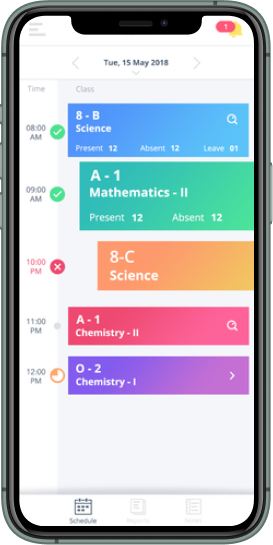 1
Tue, 15 May 2018
Time Class
08:00 AM
8 - B
Science
Present 12 Absent 12 Leave 01
09:00 AM
A - 1
Mathematics - II
Present 12 Absent 12
10:00 PM
8-C
Science
11:00 PM
A - 1
Chemistry - II
12:00 PM
O - 2
Chemistry - I
Schedule